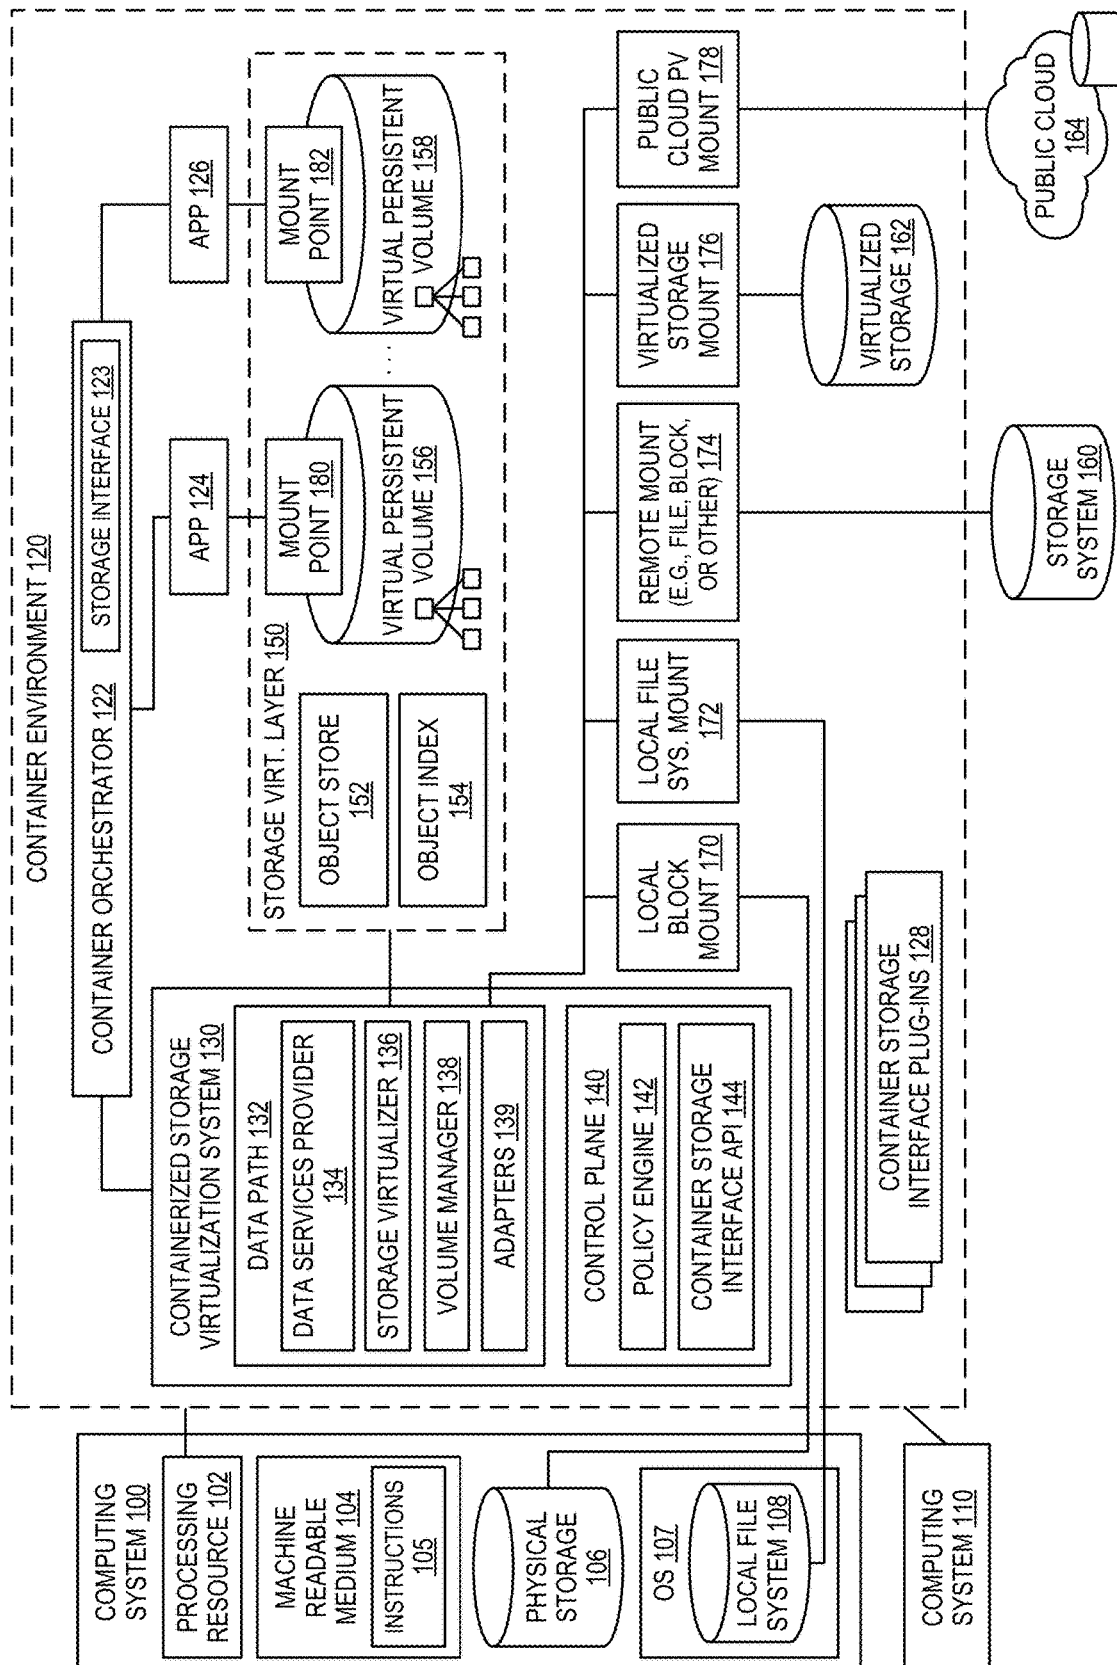 COMPUTING
SYSTEM 100
PROCESSING
RESOURCE 102
MACHINE
READABLE
MEDIUM 104
INSTRUCTIONS
105
PHYSICAL
STORAGE
106
OS 107
LOCAL FILE
SYSTEM 108
COMPUTING
SYSTEM 110
CONTAINER ENVIRONMENT 120
CONTAINER ORCHESTRATOR 122
STORAGE INTERFACE 123
CONTAINERIZED STORAGE
VIRTUALIZATION SYSTEM 130
DATA PATH 132
DATA SERVICES PROVIDER
134
STORAGE VIRTUALIZER 136
VOLUME MANAGER 138
ADAPTERS 139
CONTROL PLANE 140
POLICY ENGINE 142
CONTAINER STORAGE
INTERFACE API 144
CONTAINER STORAGE
INTERFACE PLUG-INS 128
APP 124
APP 126
STORAGE VIRT. LAYER 150
OBJECT STORE
152
OBJECT INDEX
154
MOUNT
POINT 180
VIRTUAL PERSISTENT
VOLUME 156
. . .
MOUNT
POINT 182
VIRTUAL PERSISTENT
VOLUME 158
LOCAL
BLOCK
MOUNT 170
LOCAL FILE
SYS. MOUNT
172
REMOTE MOUNT
(E.G., FILE, BLOCK,
OR OTHER) 174
VIRTUALIZED
STORAGE
MOUNT 176
PUBLIC
CLOUD PV
MOUNT 178
STORAGE
SYSTEM 160
VIRTUALIZED
STORAGE 162
PUBLIC CLOUD
164